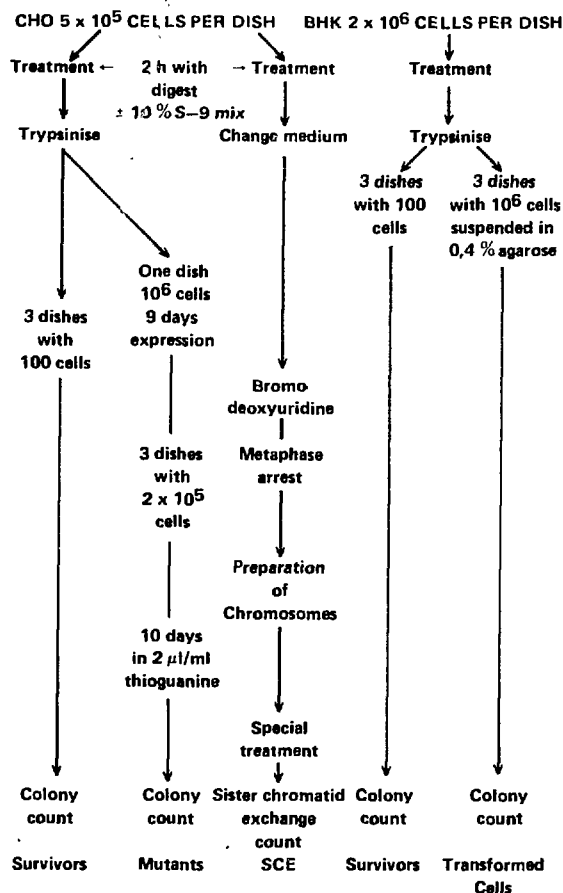 CHO 5 x 10⁵ CELLS PER DISH
BHK 2 x 10⁶ CELLS PER DISH
Treatment
2 h with
digest
± 10 % S–9 mix
Treatment
Treatment
Trypsinise
Change medium
Trypsinise
3 dishes
with 100
cells
3 dishes
with 10⁶ cells
suspended in
0,4 % agarose
One dish
10⁶ cells
9 days
expression
3 dishes
with
100 cells
Bromo
deoxyuridine
3 dishes
with
2 x 10⁵
cells
Metaphase
arrest
Preparation
of
Chromosomes
10 days
in 2 µl/ml
thioguanine
Special
treatment
Colony
count
Survivors
Colony
count
Mutants
Sister chromatid
exchange
count
SCE
Colony
count
Survivors
Colony
count
Transformed
Cells